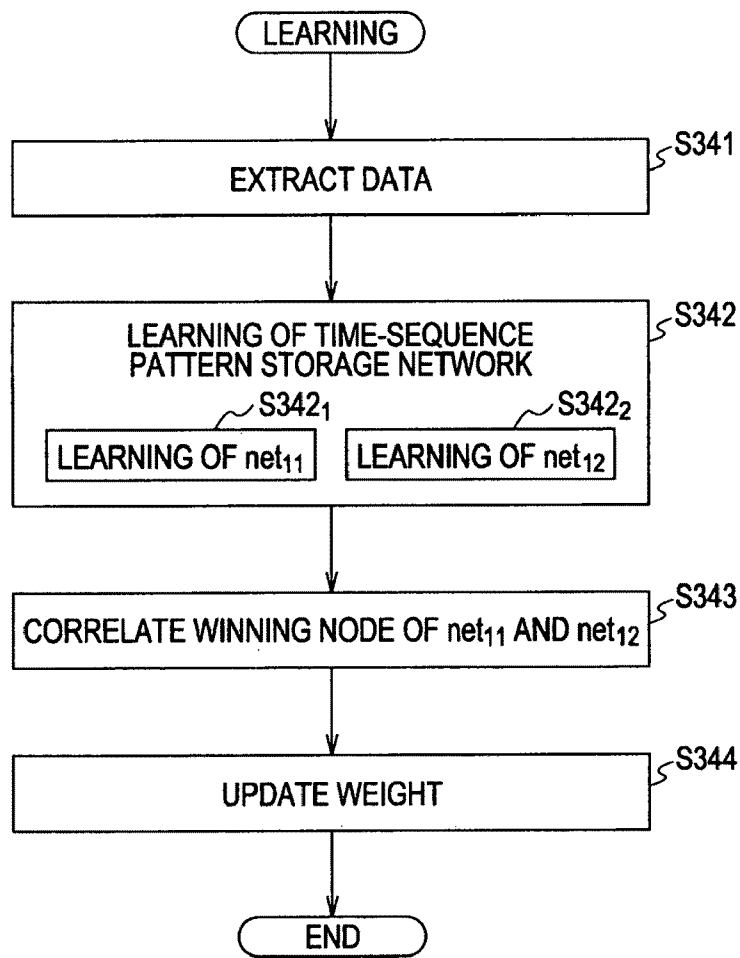 LEARNING
S341
EXTRACT DATA
S342
LEARNING OF TIME-SEQUENCE
PATTERN STORAGE NETWORK
S342₁ S342₂
LEARNING OF net₁₁ LEARNING OF net₁₂
S343
CORRELATE WINNING NODE OF net₁₁ AND net₁₂
S344
UPDATE WEIGHT
END